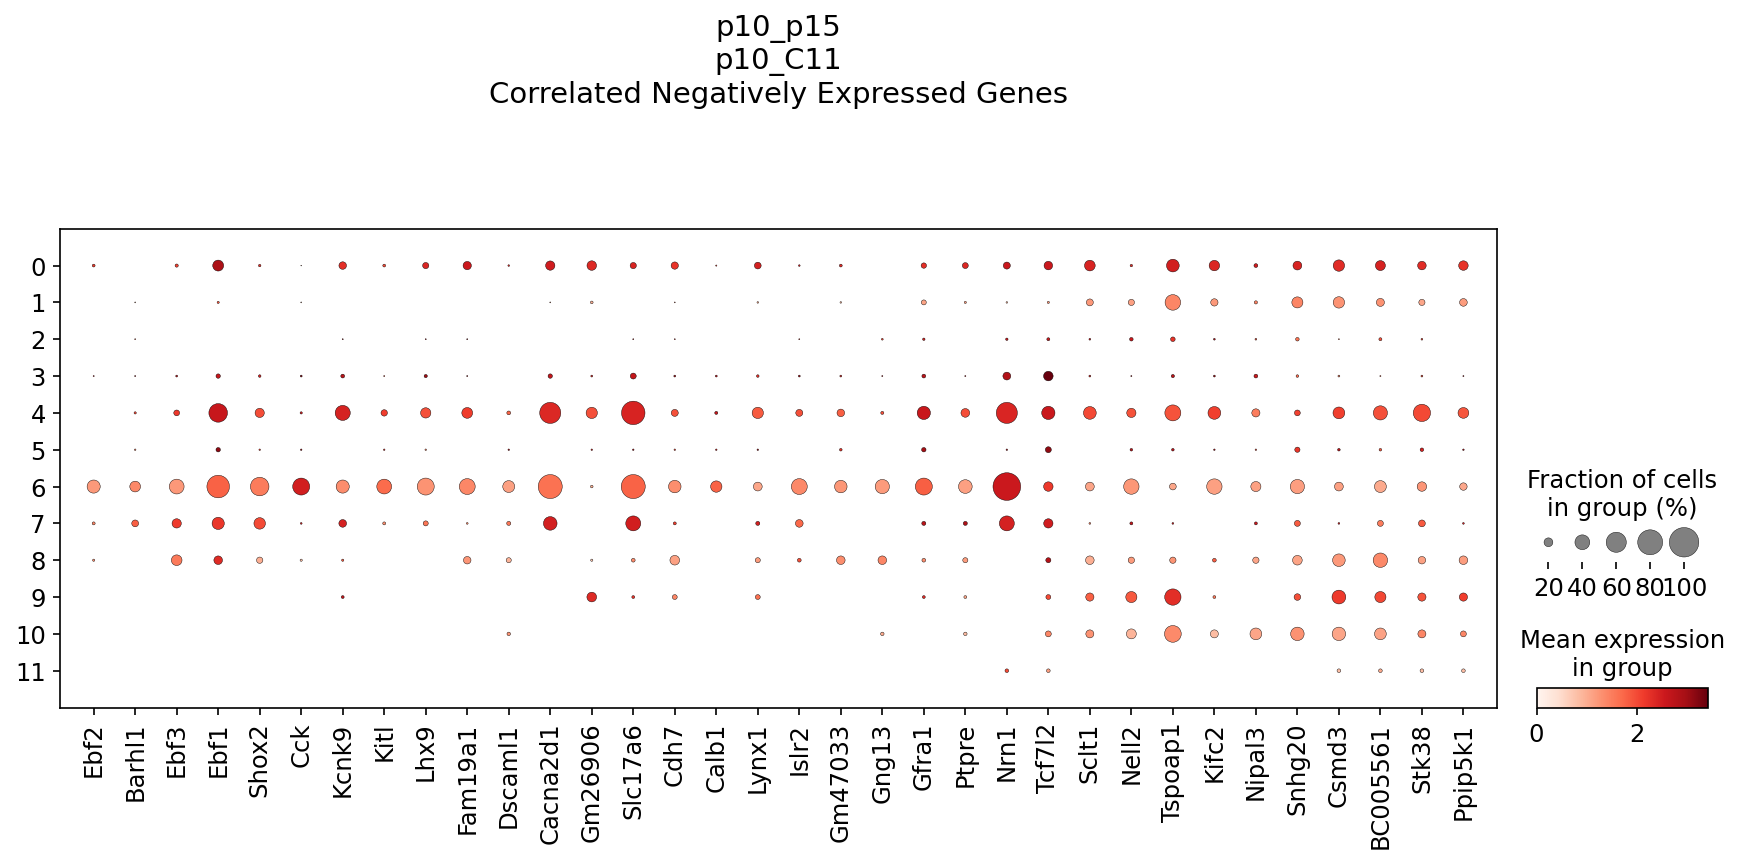 p10_p15
p10_C11
Correlated Negatively Expressed Genes
0
1
2
3
4
5
6
7
8
9
10
11
Ebf2
Barhl1
Ebf3
Ebf1
Shox2
Cck
Kcnk9
Kitl
Lhx9
Fam19a1
Dscaml1
Cacna2d1
Gm26906
Slc17a6
Cdh7
Calb1
Lynx1
Islr2
Gm47033
Gng13
Gfra1
Ptpre
Nrn1
Tcf7l2
Sclt1
Nell2
Tspoap1
Kifc2
Nipal3
Snhg20
Csmd3
BC005561
Stk38
Ppip5k1
Fraction of cells
in group (%)
20 40 60 80 100
Mean expression
in group
0 2